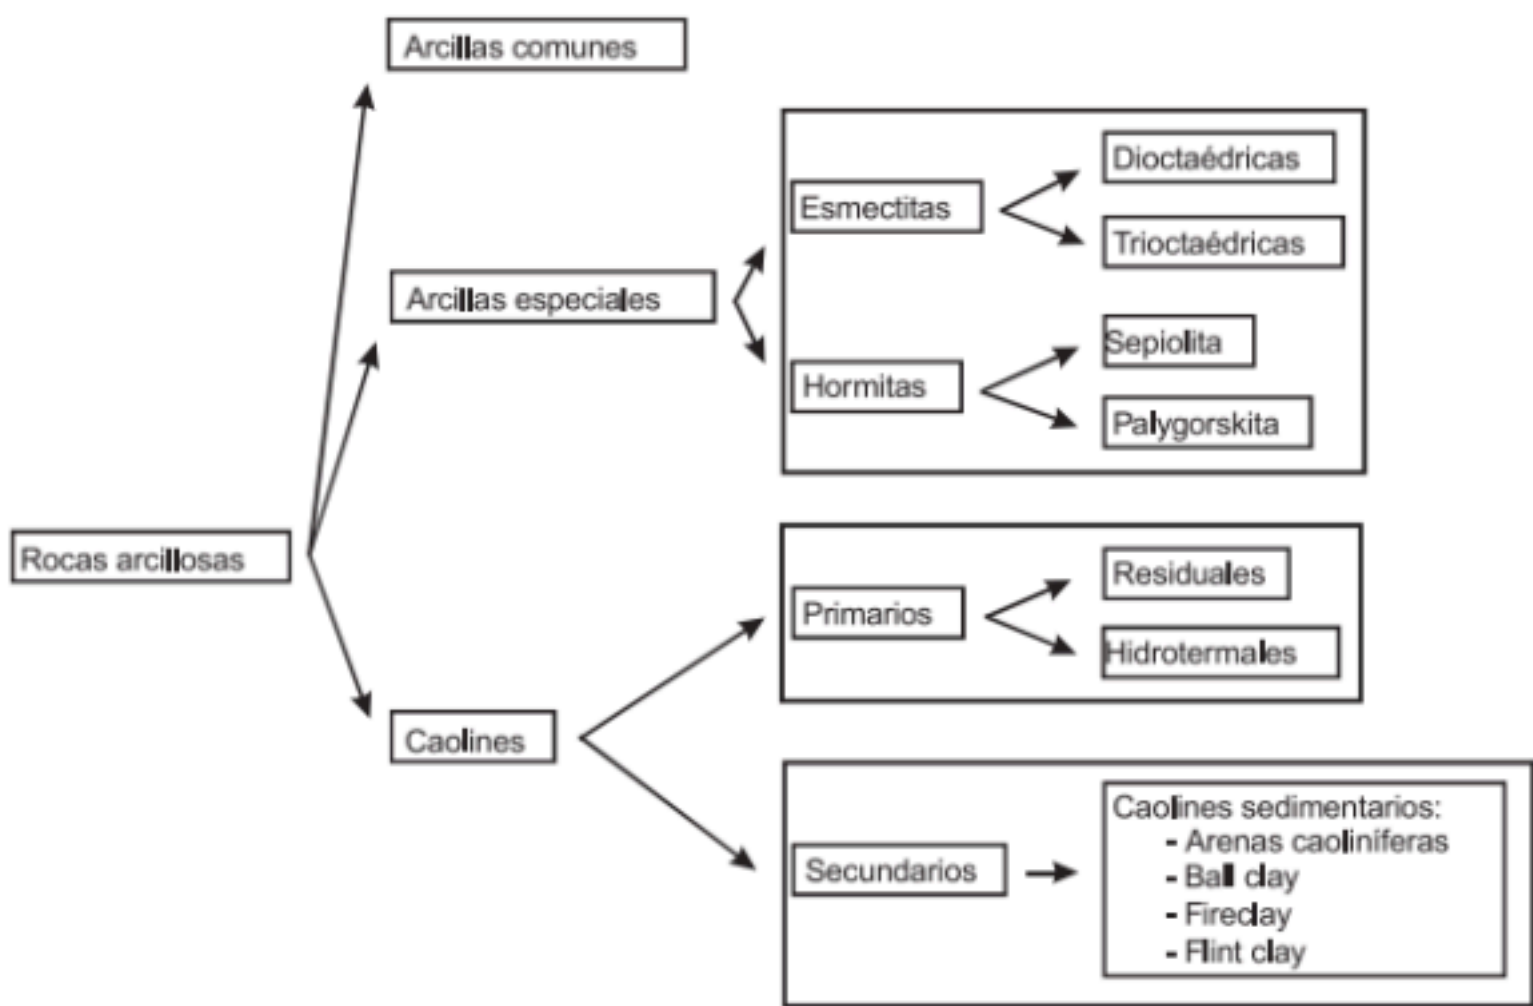 Arcillas comunes
Dioctaédricas
Esmectitas
Trioctaédricas
Arcillas especiales
Sepiolita
Hormitas
Palygorskita
Rocas arcillosas
Residuales
Primarios
Hidrotermales
Caolines
Caolines sedimentarios:
- Arenas caoliníferas
Secundarios
- Ball clay
- Fireclay
- Flint clay